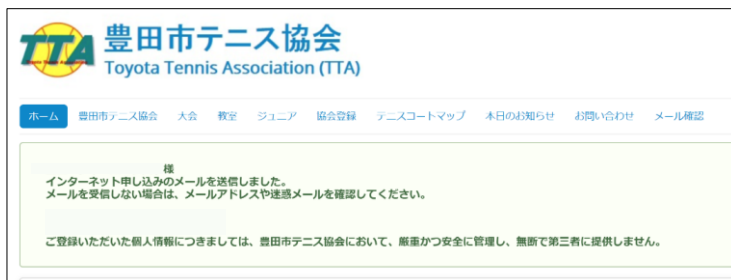 TTA
豊田市テニス協会
Toyota Tennis Association (TTA)
ホーム 豊田市テニス協会 大会 教室 ジュニア 協会登録 テニスコートマップ 本日のお知らせ お問い合わせ メール確認
様
インターネット申し込みのメールを送信しました。
メールを受信しない場合は、メールアドレスや迷惑メールを確認してください。
ご登録いただいた個人情報につきましては、豊田市テニス協会において、厳重かつ安全に管理し、無断で第三者に提供しません。